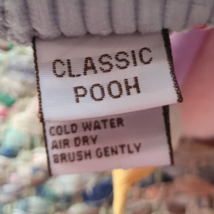 CLASSIC
POOH
COLD WATER
AIR DRY
BRUSH GENTLY